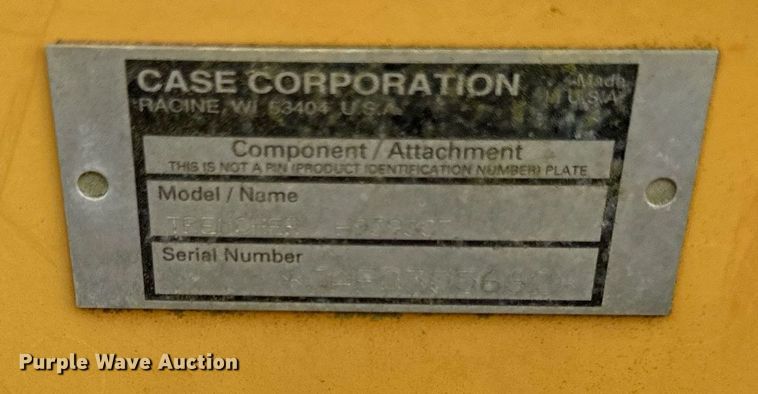 CASE CORPORATION
RACINE, WI 53404 U.S.A.
Made
U.S.A.
Component / Attachment
THIS IS NOT A PIN (PRODUCT IDENTIFICATION NUMBER) PLATE
Model / Name
TRENCHER
Serial Number
Purple Wave Auction